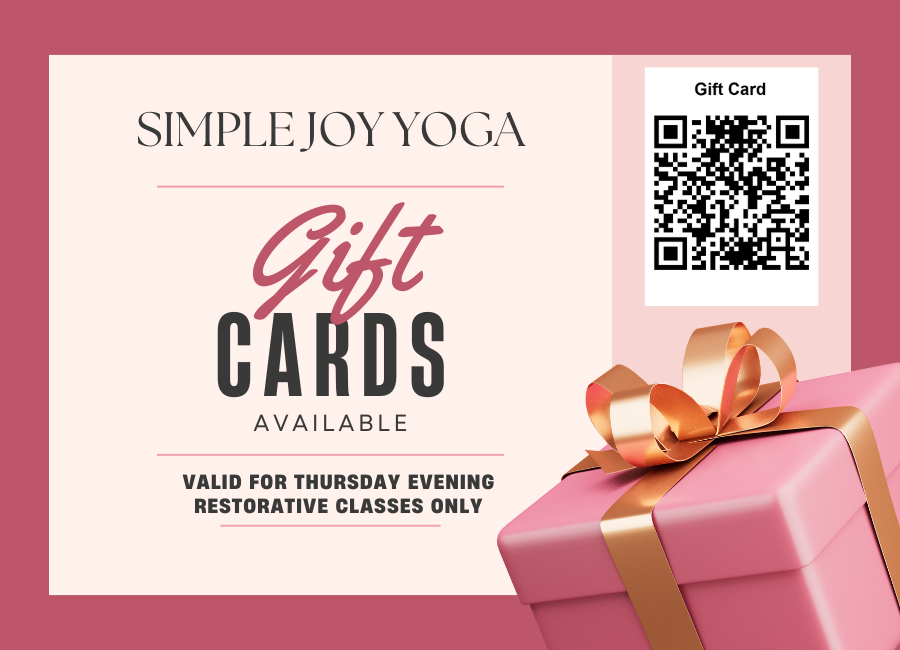 SIMPLE JOY YOGA
Gift
CARDS
AVAILABLE
VALID FOR THURSDAY EVENING
RESTORATIVE CLASSES ONLY
Gift Card